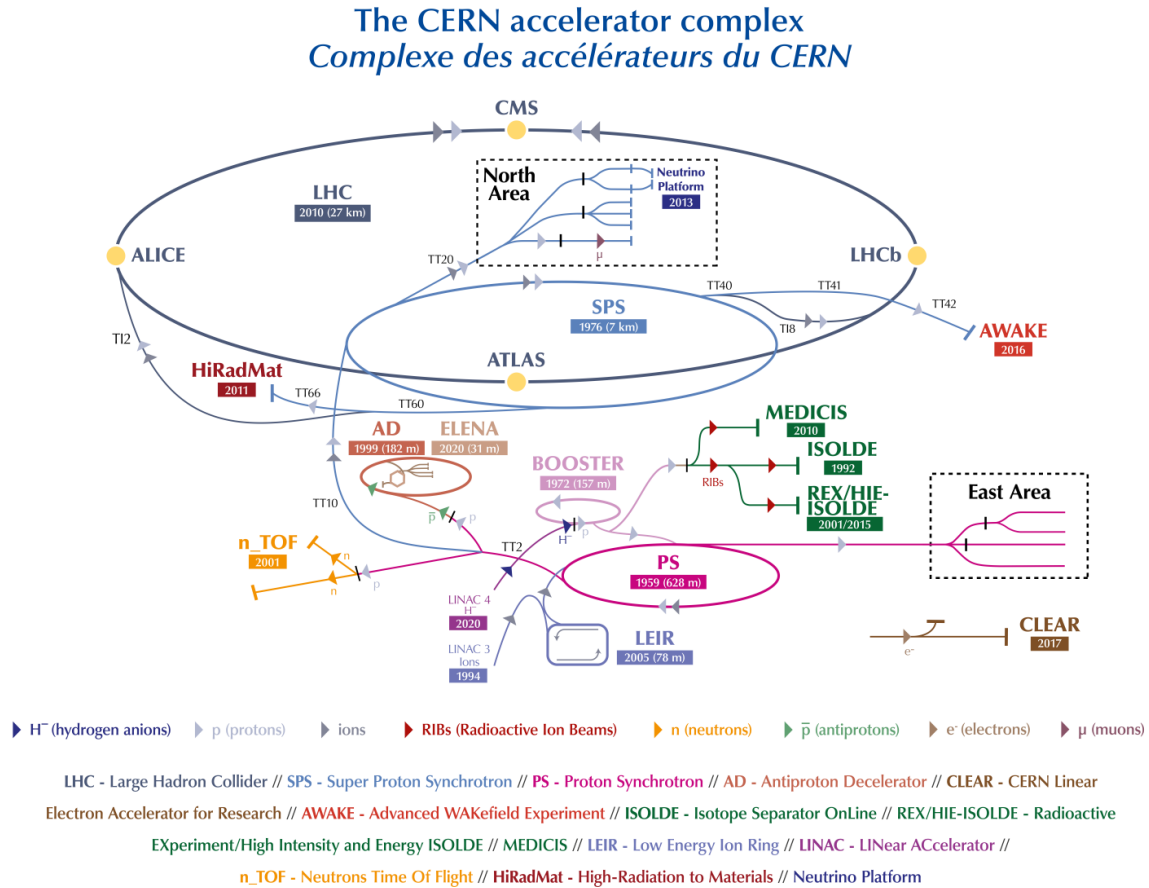 The CERN accelerator complex
Complexe des accélérateurs du CERN
CMS
North
Area
Neutrino
Platform
2013
LHC
2010 (27 km)
ALICE
LHCb
TT20
μ
SPS
1976 (7 km)
TT40
TT41
TT42
TI8
AWAKE
2016
TI2
ATLAS
HiRadMat
2011
TT66
TT60
AD
1999 (182 m)
ELENA
2020 (31 m)
MEDICIS
2010
ISOLDE
1992
RIBs
REX/HIE-
ISOLDE
2001/2015
BOOSTER
1972 (157 m)
East Area
TT10
p̅
p
H⁻
p
TT2
n_TOF
2001
n
n
p
PS
1959 (628 m)
LINAC 4
H⁻
2020
LINAC 3
Ions
1994
LEIR
2005 (78 m)
CLEAR
2017
e⁻
H⁻ (hydrogen anions)
p (protons)
ions
RIBs (Radioactive Ion Beams)
n (neutrons)
p̅ (antiprotons)
e⁻ (electrons)
μ (muons)
LHC - Large Hadron Collider // SPS - Super Proton Synchrotron // PS - Proton Synchrotron // AD - Antiproton Decelerator // CLEAR - CERN Linear
Electron Accelerator for Research // AWAKE - Advanced WAKefield Experiment // ISOLDE - Isotope Separator OnLine // REX/HIE-ISOLDE - Radioactive
EXperiment/High Intensity and Energy ISOLDE // MEDICIS // LEIR - Low Energy Ion Ring // LINAC - LINear ACcelerator //
n_TOF - Neutrons Time Of Flight // HiRadMat - High-Radiation to Materials // Neutrino Platform